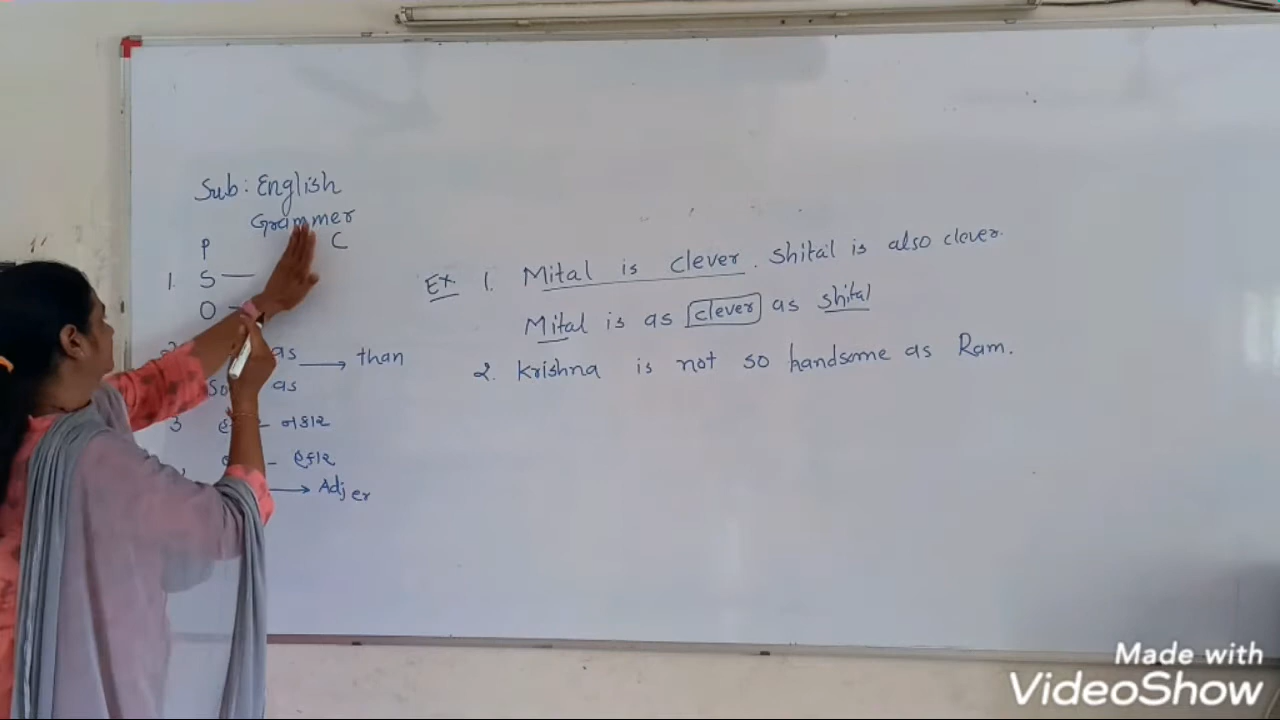 Sub: English
Grammer
P C
1. S —
O —
as → than
So as
3 – નકાર
– હકાર
→ Adj er
Ex. 1. Mital is clever. Shital is also clever.
Mital is as clever as shital
2. Krishna is not so handsome as Ram.
Made with
VideoShow